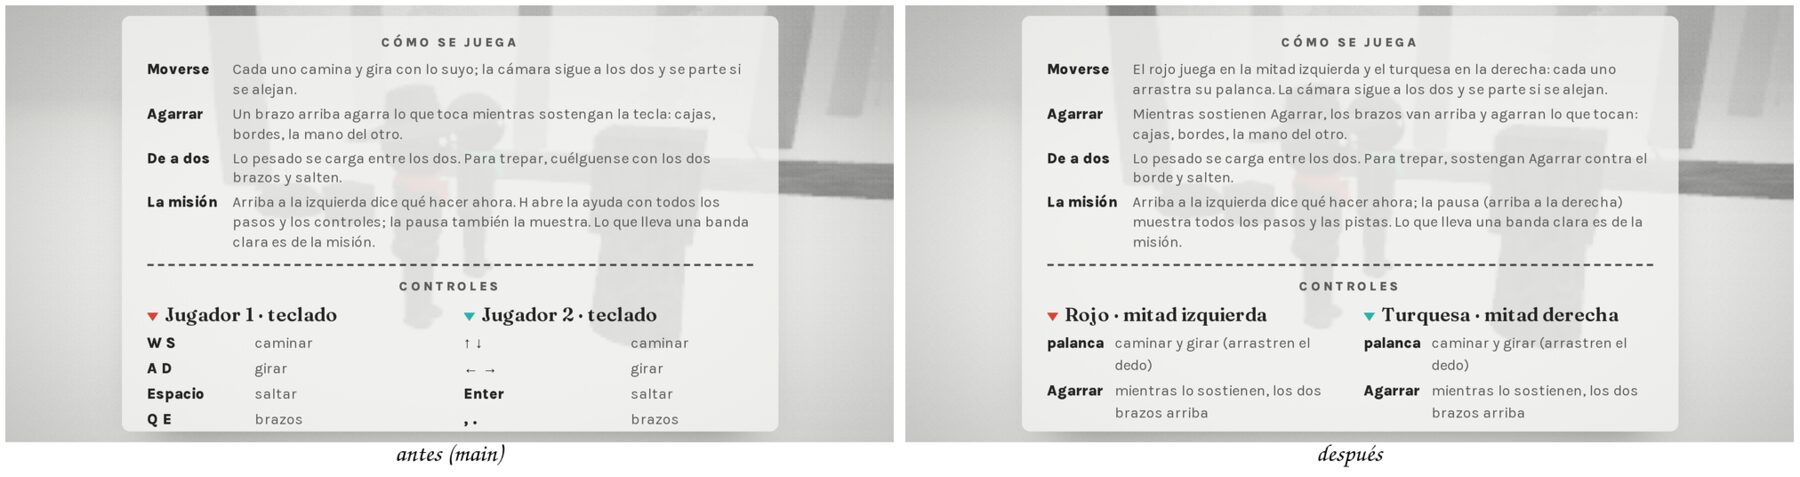 CÓMO SE JUEGA
Moverse Cada uno camina y gira con lo suyo; la cámara sigue a los dos y se parte si
se alejan.
Agarrar Un brazo arriba agarra lo que toca mientras sostengan la tecla: cajas,
bordes, la mano del otro.
De a dos Lo pesado se carga entre los dos. Para trepar, cuélguense con los dos
brazos y salten.
La misión Arriba a la izquierda dice qué hacer ahora. H abre la ayuda con todos los
pasos y los controles; la pausa también la muestra. Lo que lleva una banda
clara es de la misión.
CONTROLES
Jugador 1 · teclado Jugador 2 · teclado
W S caminar ↑ ↓ caminar
A D girar ← → girar
Espacio saltar Enter saltar
Q E brazos , . brazos
antes (main)
CÓMO SE JUEGA
Moverse El rojo juega en la mitad izquierda y el turquesa en la derecha: cada uno
arrastra su palanca. La cámara sigue a los dos y se parte si se alejan.
Agarrar Mientras sostienen Agarrar, los brazos van arriba y agarran lo que tocan:
cajas, bordes, la mano del otro.
De a dos Lo pesado se carga entre los dos. Para trepar, sostengan Agarrar contra el
borde y salten.
La misión Arriba a la izquierda dice qué hacer ahora; la pausa (arriba a la derecha)
muestra todos los pasos y las pistas. Lo que lleva una banda clara es de la
misión.
CONTROLES
Rojo · mitad izquierda Turquesa · mitad derecha
palanca caminar y girar (arrastren el palanca caminar y girar (arrastren el
dedo) dedo)
Agarrar mientras lo sostienen, los dos Agarrar mientras lo sostienen, los dos
brazos arriba brazos arriba
después